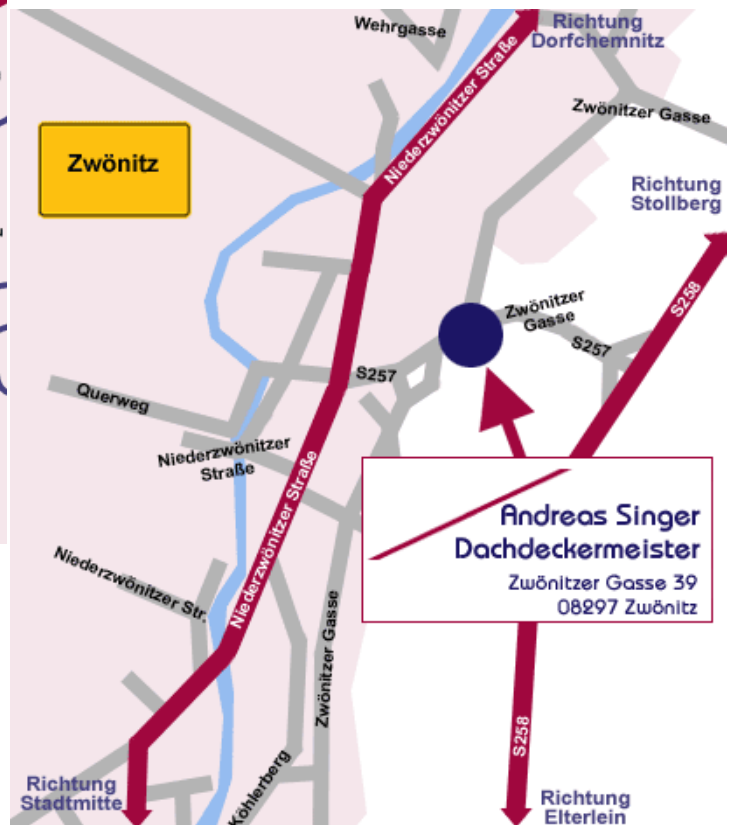 Wehrgasse
Richtung
Dorfchemnitz
Niederzwönitzer Straße
Zwönitzer Gasse
Zwönitz
Richtung
Stollberg
S258
Zwönitzer
Gasse
S257
S257
Querweg
Niederzwönitzer
Straße
Niederzwönitzer Straße
Andreas Singer
Dachdeckermeister
Zwönitzer Gasse 39
08297 Zwönitz
Niederzwönitzer Str.
Zwönitzer Gasse
S258
Köhlerberg
Richtung
Stadtmitte
Richtung
Elterlein